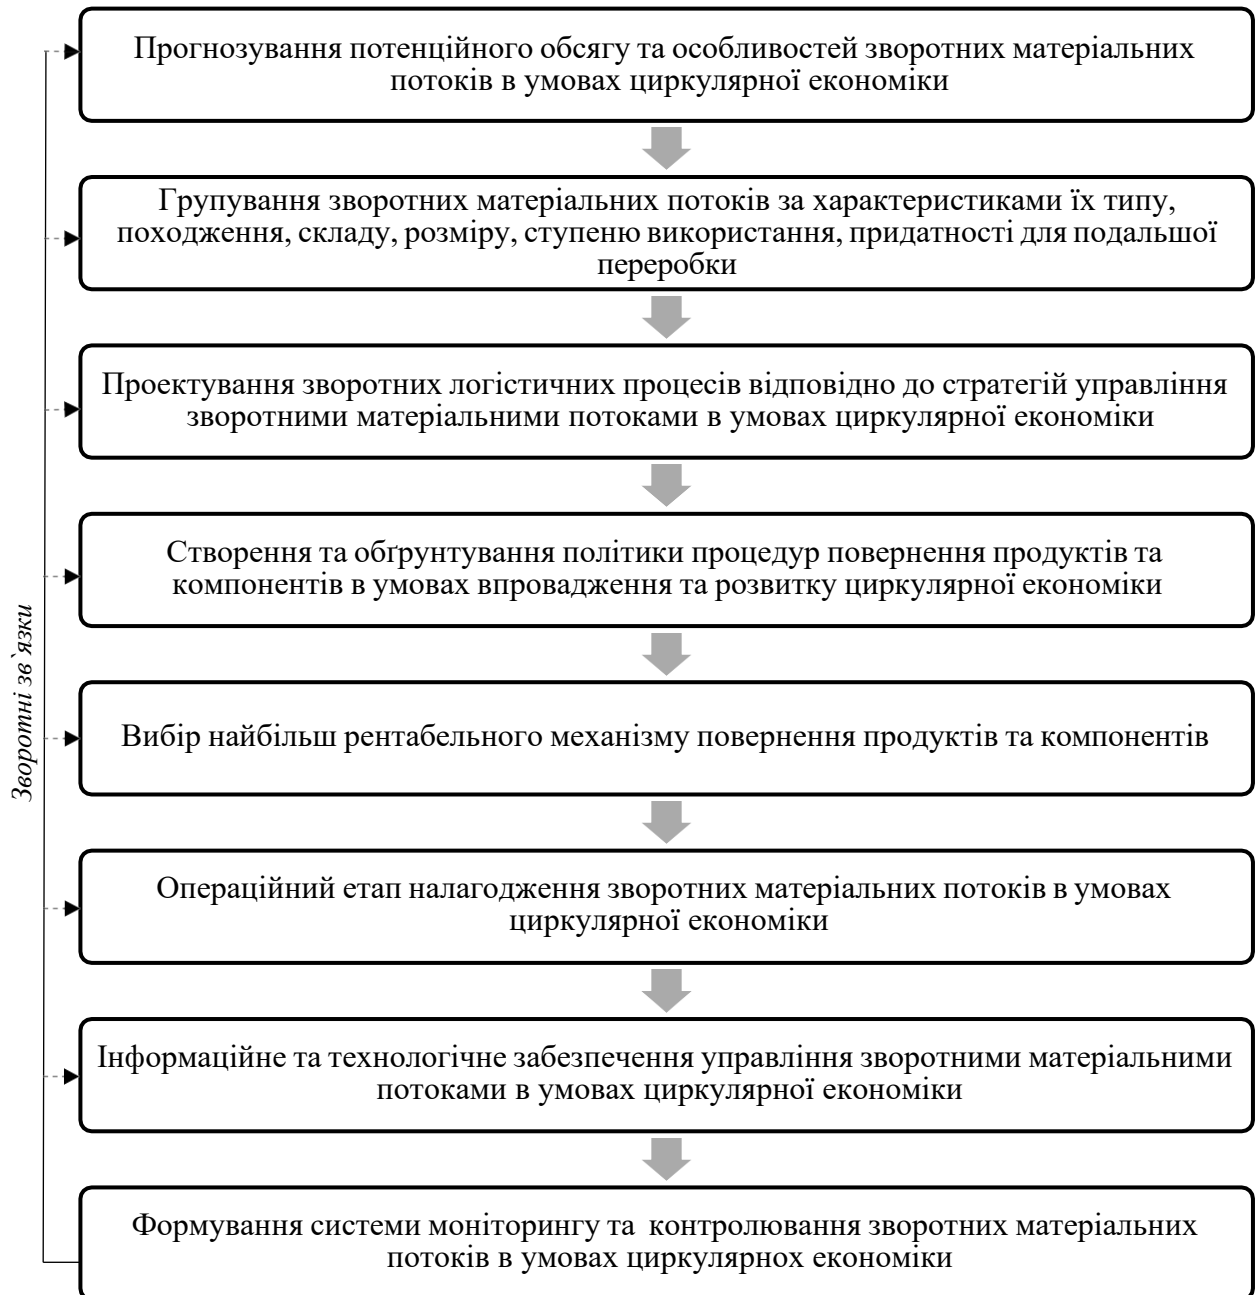 Прогнозування потенційного обсягу та особливостей зворотних матеріальних
потоків в умовах циркулярної економіки
Групування зворотних матеріальних потоків за характеристиками їх типу,
походження, складу, розміру, ступеню використання, придатності для подальшої
переробки
Проектування зворотних логістичних процесів відповідно до стратегій управління
зворотними матеріальними потоками в умовах циркулярної економіки
Створення та обґрунтування політики процедур повернення продуктів та
компонентів в умовах впровадження та розвитку циркулярної економіки
Вибір найбільш рентабельного механізму повернення продуктів та компонентів
Операційний етап налагодження зворотних матеріальних потоків в умовах
циркулярної економіки
Інформаційне та технологічне забезпечення управління зворотними матеріальними
потоками в умовах циркулярної економіки
Формування системи моніторингу та контролювання зворотних матеріальних
потоків в умовах циркулярнох економіки
Зворотні зв`язки